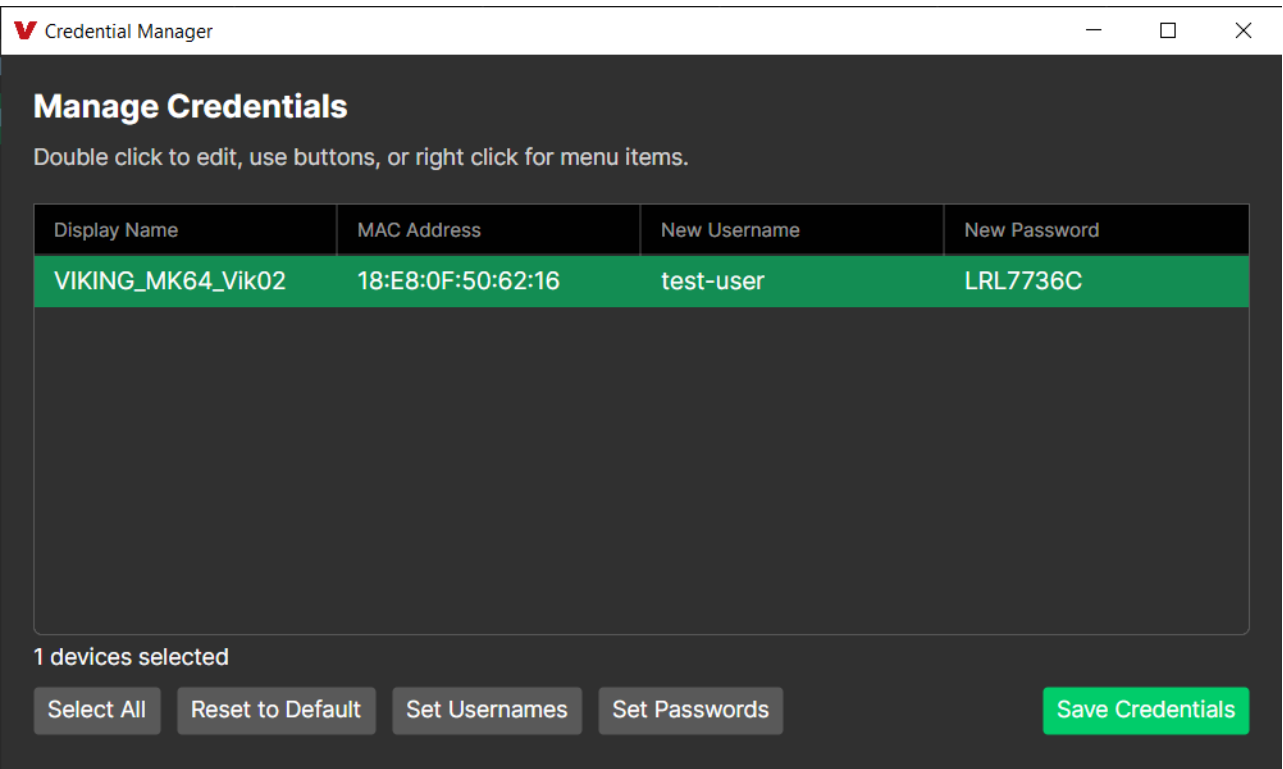 Credential Manager
Manage Credentials
Double click to edit, use buttons, or right click for menu items.
Display Name MAC Address New Username New Password
VIKING_MK64_Vik02 18:E8:0F:50:62:16 test-user LRL7736C
1 devices selected
Select All Reset to Default Set Usernames Set Passwords Save Credentials